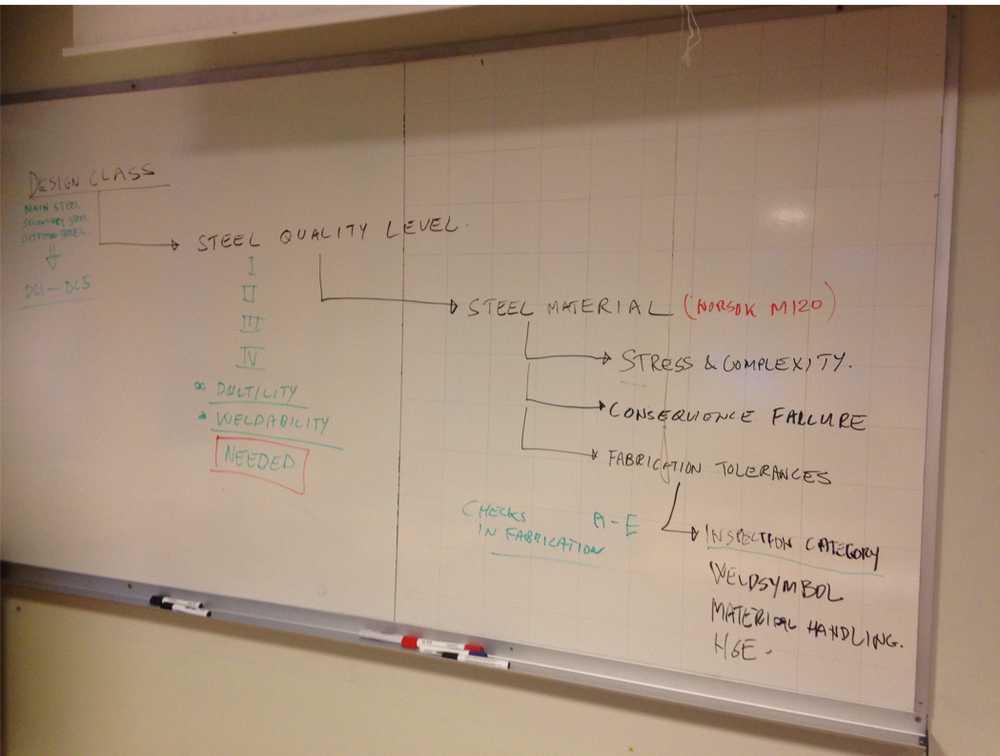 DESIGN CLASS
MAIN STEEL
SECONDARY STEEL
OUTFITTING STEEL
DC1-DC5
STEEL QUALITY LEVEL.
I
II
III
IV
DUCTILITY
WELDABILITY
NEEDED
STEEL MATERIAL (NORSOK M120)
STRESS & COMPLEXITY.
CONSEQUENCE FAILURE
FABRICATION TOLERANCES
CHECKS
IN FABRICATION
A-E
INSPECTION CATEGORY
WELDSYMBOL
MATERIAL HANDLING.